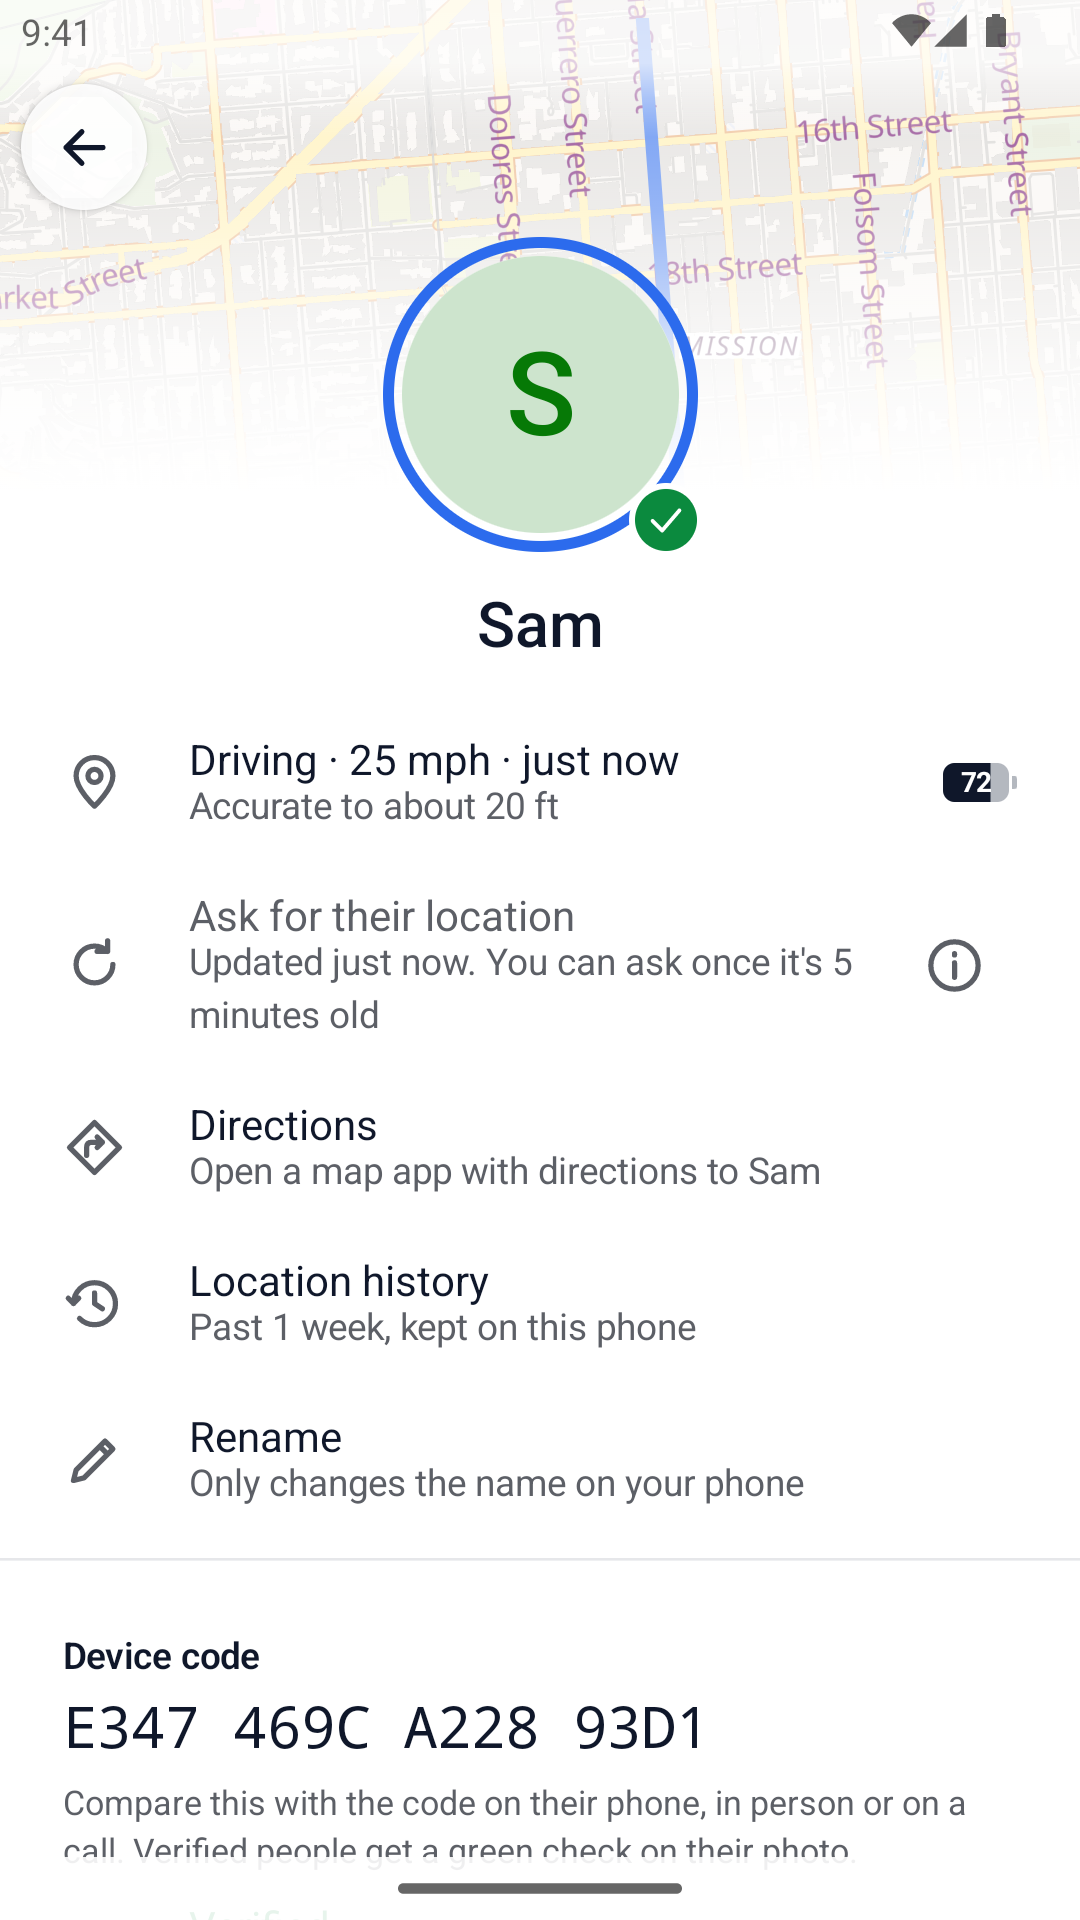 9:41
Dolores Stree
uerrero Street
a Street
16th Street
Bryant Street
Folsom Street
18th Street
rket Street
MISSION
S
Sam
Driving · 25 mph · just now
Accurate to about 20 ft
72
Ask for their location
Updated just now. You can ask once it's 5
minutes old
Directions
Open a map app with directions to Sam
Location history
Past 1 week, kept on this phone
Rename
Only changes the name on your phone
Device code
E347 469C A228 93D1
Compare this with the code on their phone, in person or on a
call. Verified people get a green check on their photo.
Verified